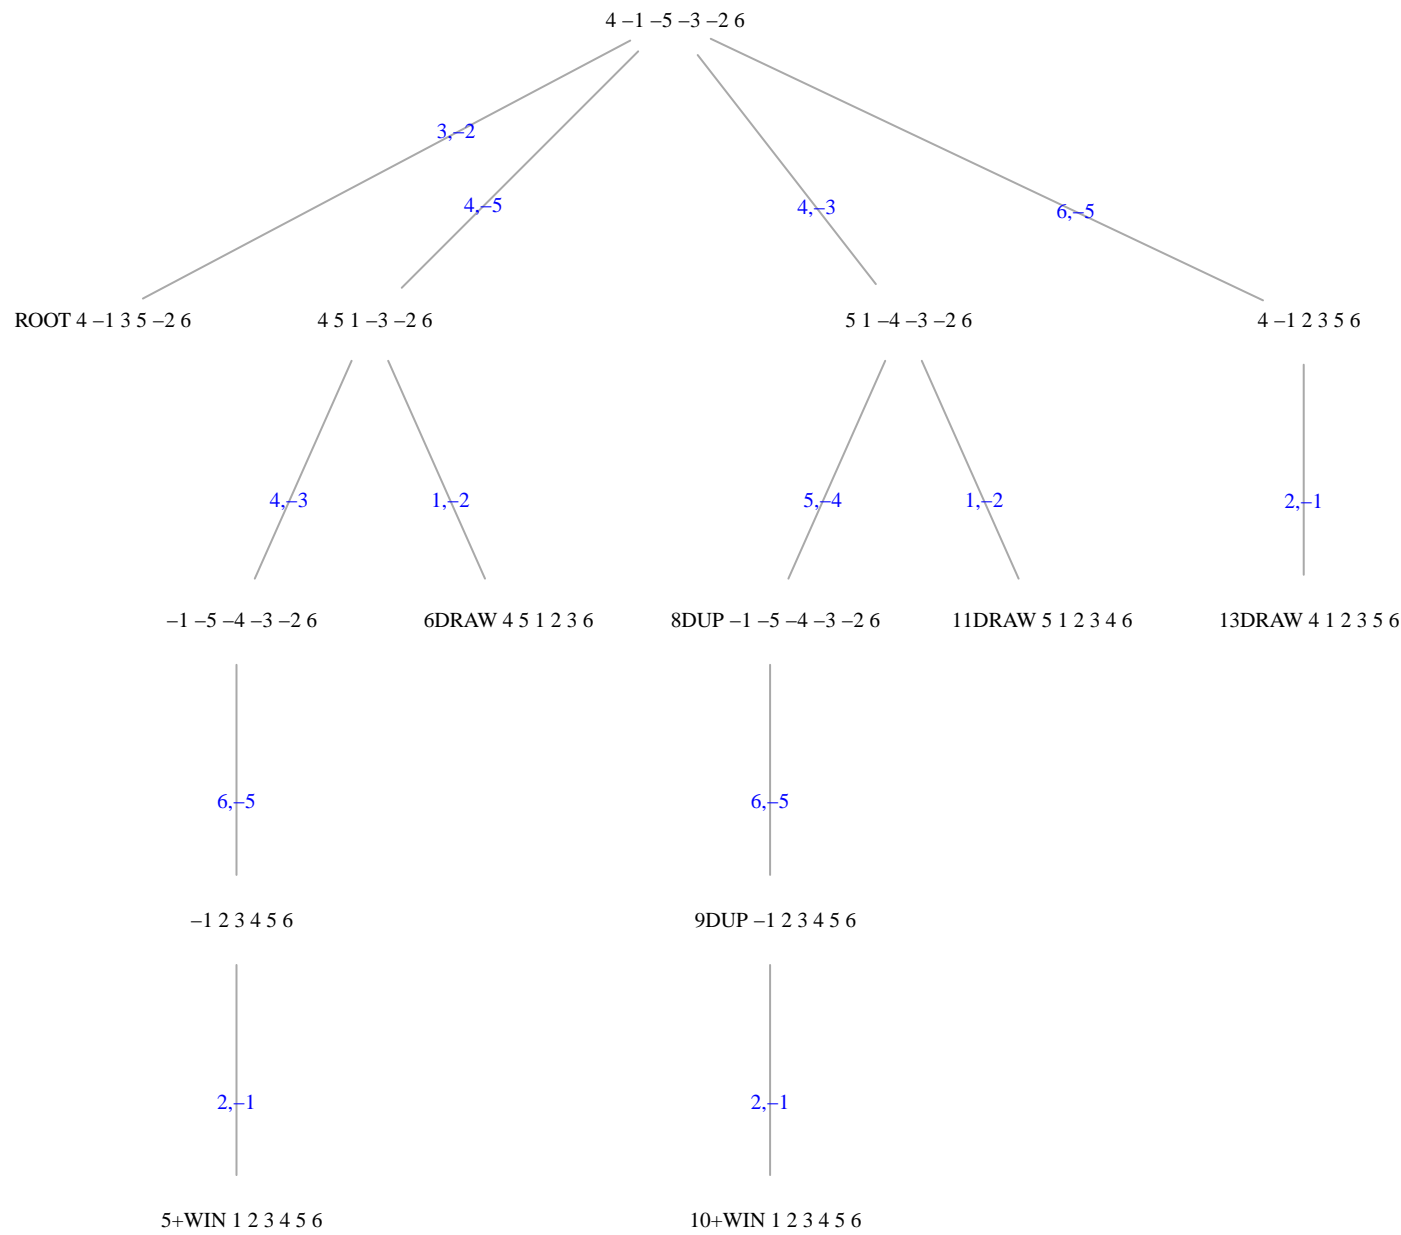 4 –1 –5 –3 –2 6
3,–2
4,–5
4,–3
6,–5
ROOT 4 –1 3 5 –2 6
4 5 1 –3 –2 6
5 1 –4 –3 –2 6
4 –1 2 3 5 6
4,–3
1,–2
5,–4
1,–2
2,–1
–1 –5 –4 –3 –2 6
6DRAW 4 5 1 2 3 6
8DUP –1 –5 –4 –3 –2 6
11DRAW 5 1 2 3 4 6
13DRAW 4 1 2 3 5 6
6,–5
6,–5
–1 2 3 4 5 6
9DUP –1 2 3 4 5 6
2,–1
2,–1
5+WIN 1 2 3 4 5 6
10+WIN 1 2 3 4 5 6